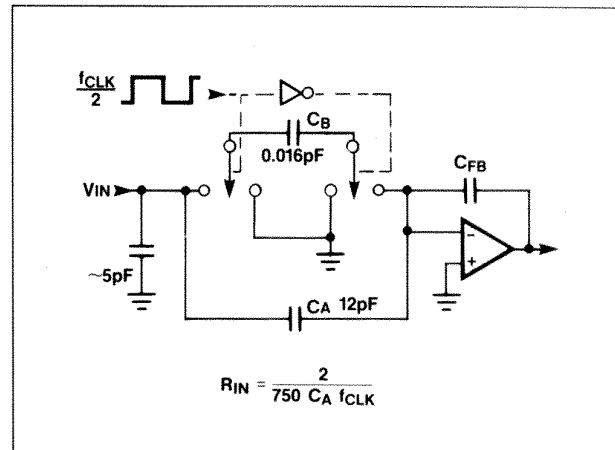 fCLK
2
CB
0.016pF
CFB
VIN
-
+
~5pF
CA 12pF
RIN = 2
750 CA fCLK